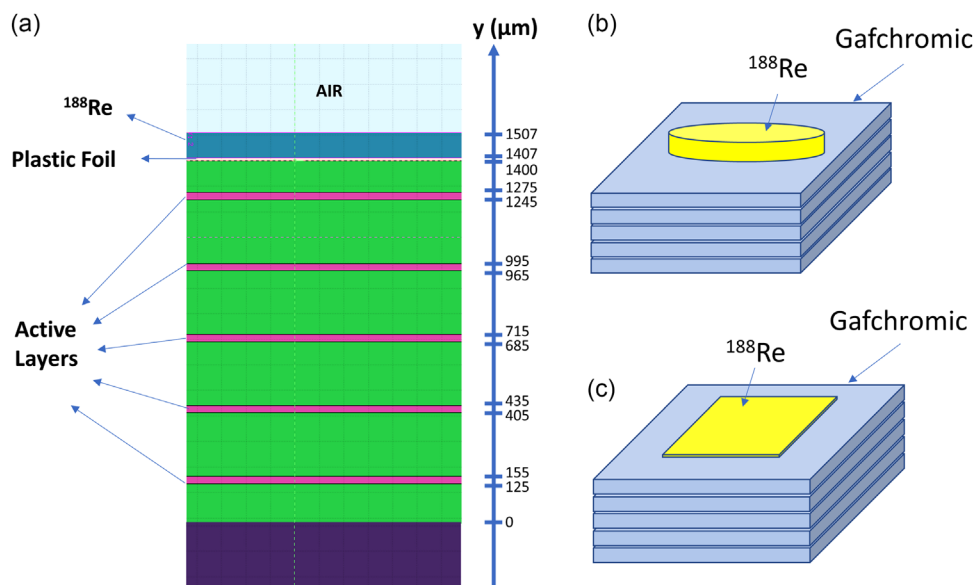 (a)
y (μm)
AIR
¹⁸⁸Re
Plastic Foil
Active
Layers
1507
1407
1400
1275
1245
995
965
715
685
435
405
155
125
0
(b)
Gafchromic
¹⁸⁸Re
Gafchromic
¹⁸⁸Re
(c)